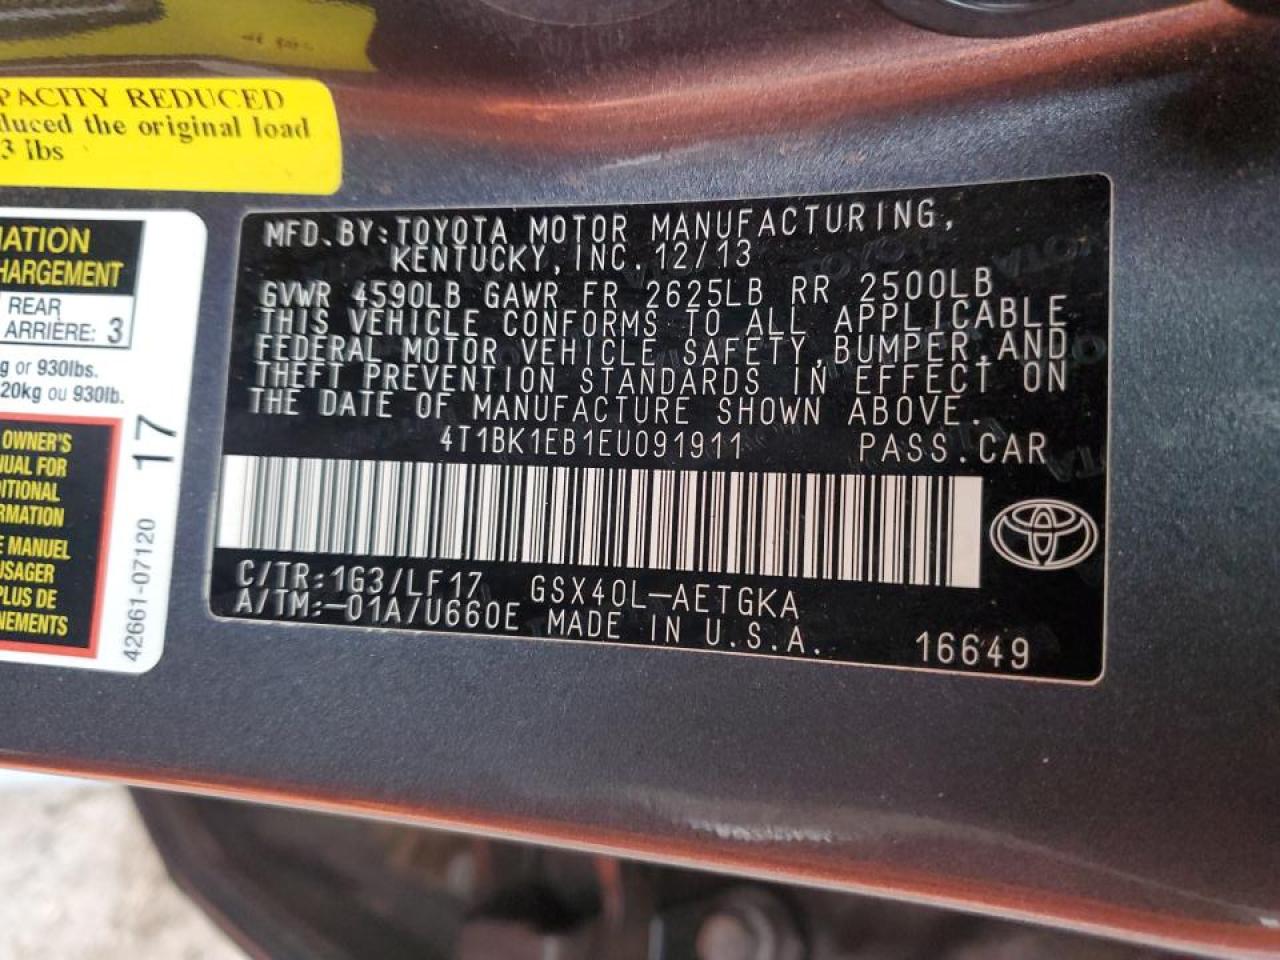 PACITY REDUCED
duced the original load
3 lbs
MATION
HARGEMENT
REAR
ARRIÈRE: 3
g or 930lbs.
20kg ou 930lb.
OWNER'S
NUAL FOR
DITIONAL
RMATION
E MANUEL
USAGER
PLUS DE
NEMENTS
17
42661-07120
MFD.BY:TOYOTA MOTOR MANUFACTURING,
KENTUCKY,INC.12/13
GVWR 4590LB GAWR FR 2625LB RR 2500LB
THIS VEHICLE CONFORMS TO ALL APPLICABLE
FEDERAL MOTOR VEHICLE SAFETY,BUMPER,AND
THEFT PREVENTION STANDARDS IN EFFECT ON
THE DATE OF MANUFACTURE SHOWN ABOVE.
4T1BK1EB1EU091911 PASS.CAR
C/TR:1G3/LF17 GSX40L-AETGKA
A/TM:-01A/U660E MADE IN U.S.A. 16649